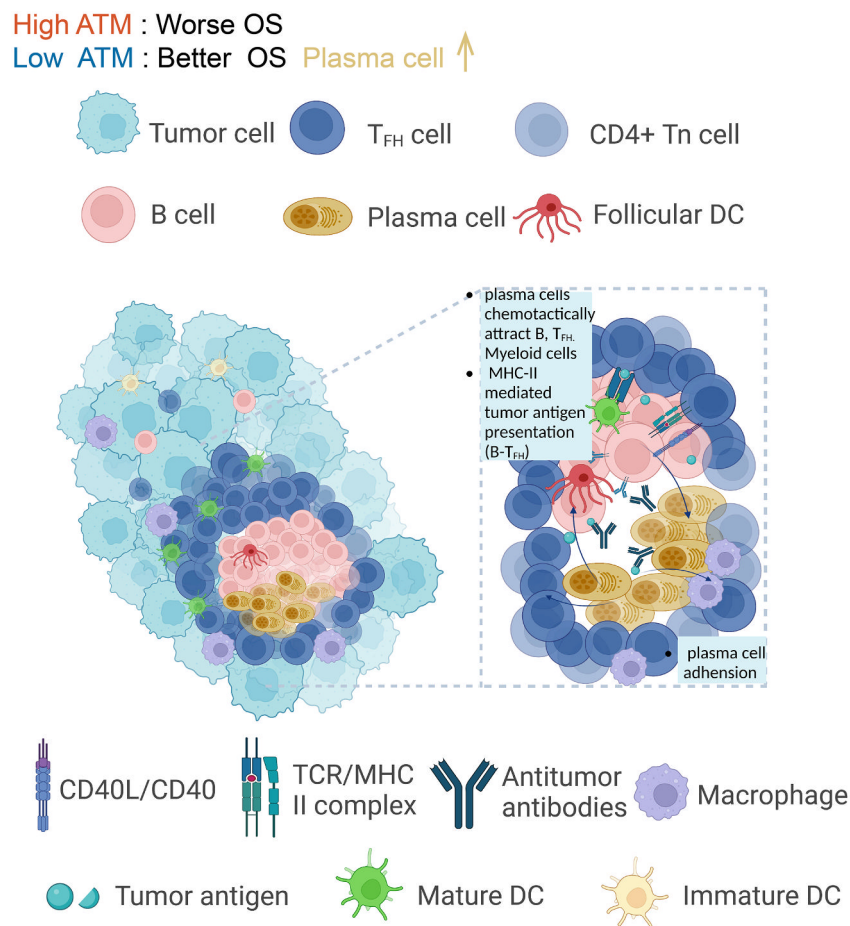 High ATM : Worse OS
Low ATM : Better OS Plasma cell
Tumor cell
TFH cell
CD4+ Tn cell
B cell
Plasma cell
Follicular DC
• plasma cells
chemotactically
attract B, TFH.
Myeloid cells
• MHC-II
mediated
tumor antigen
presentation
(B-TFH)
• plasma cell
adhension
CD40L/CD40
TCR/MHC
II complex
Antitumor
antibodies
Macrophage
Tumor antigen
Mature DC
Immature DC